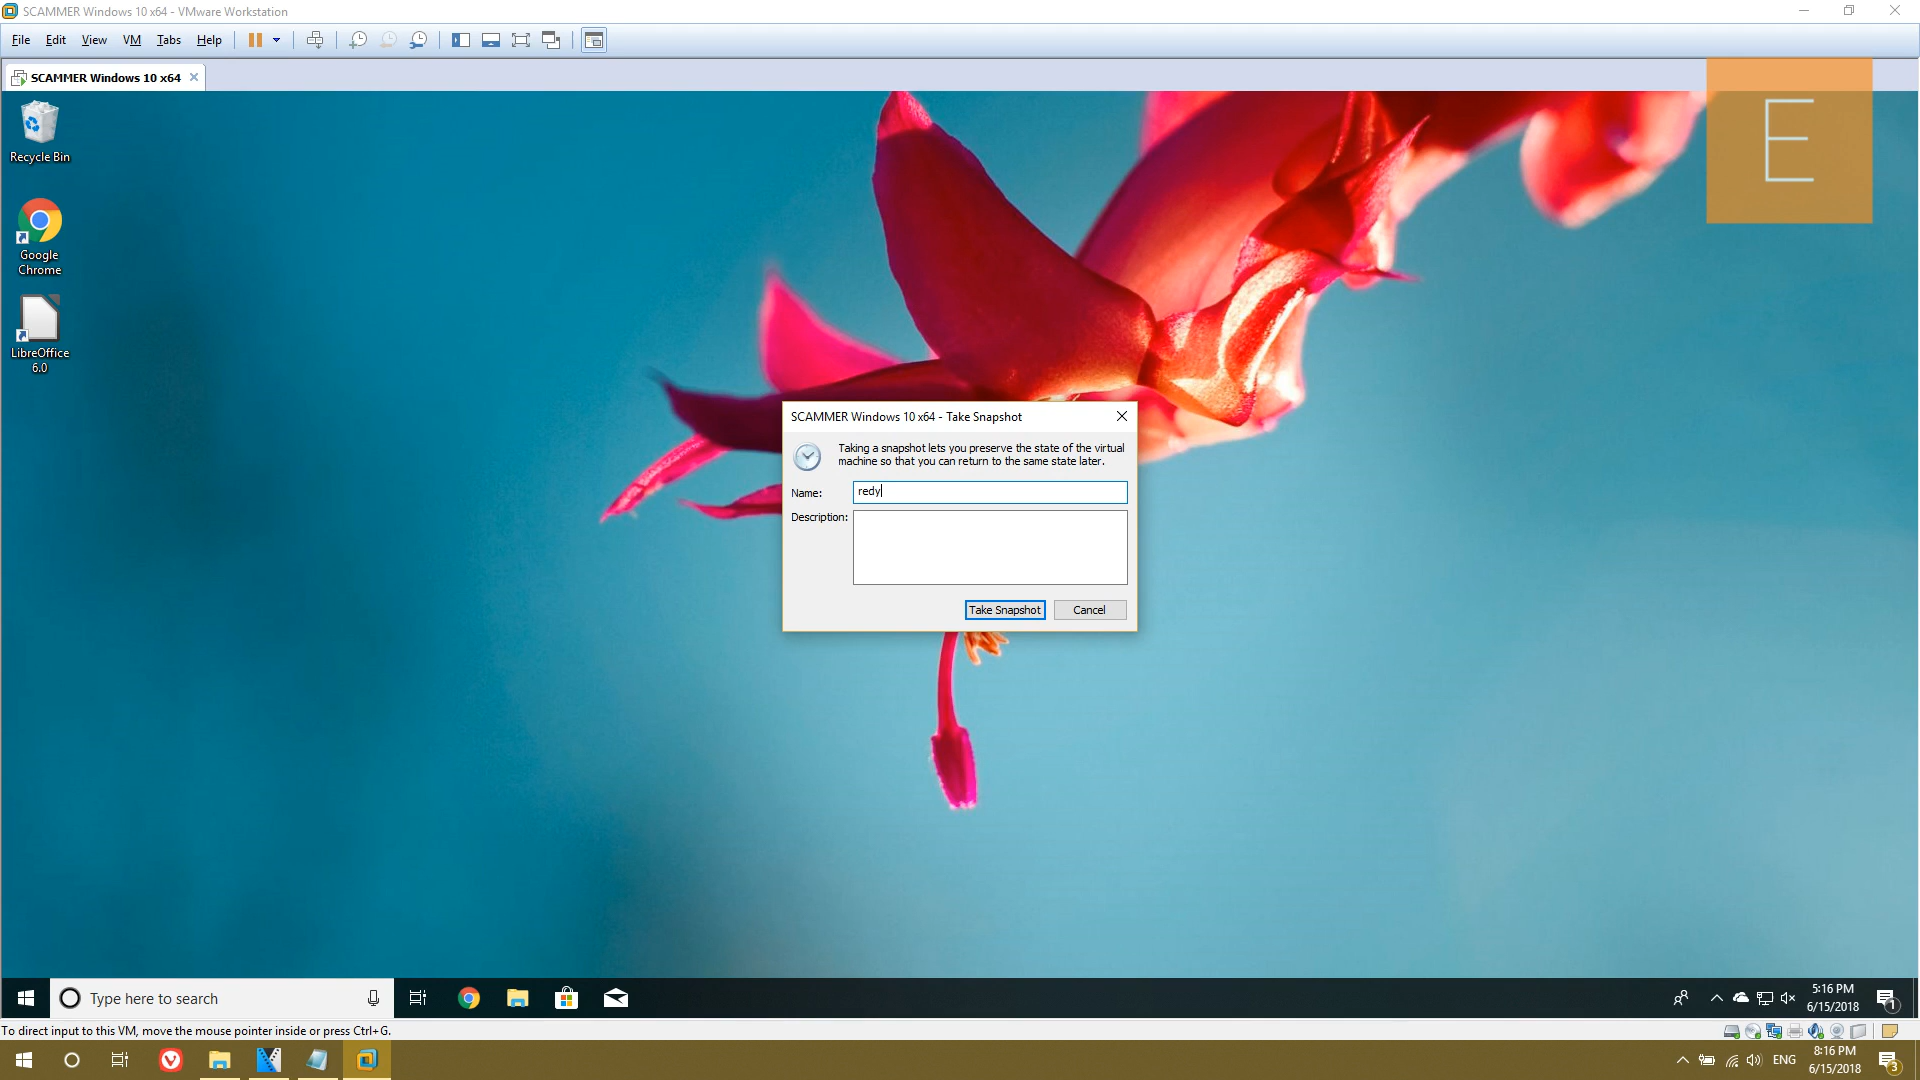 SCAMMER Windows 10 x64 - VMware Workstation
File Edit View VM Tabs Help
SCAMMER Windows 10 x64
E
Recycle Bin
Google
Chrome
LibreOffice
6.0
SCAMMER Windows 10 x64 - Take Snapshot
Taking a snapshot lets you preserve the state of the virtual
machine so that you can return to the same state later.
Name: redy
Description:
Take Snapshot Cancel
Type here to search
5:16 PM
6/15/2018
1
To direct input to this VM, move the mouse pointer inside or press Ctrl+G.
ENG
8:16 PM
6/15/2018
3